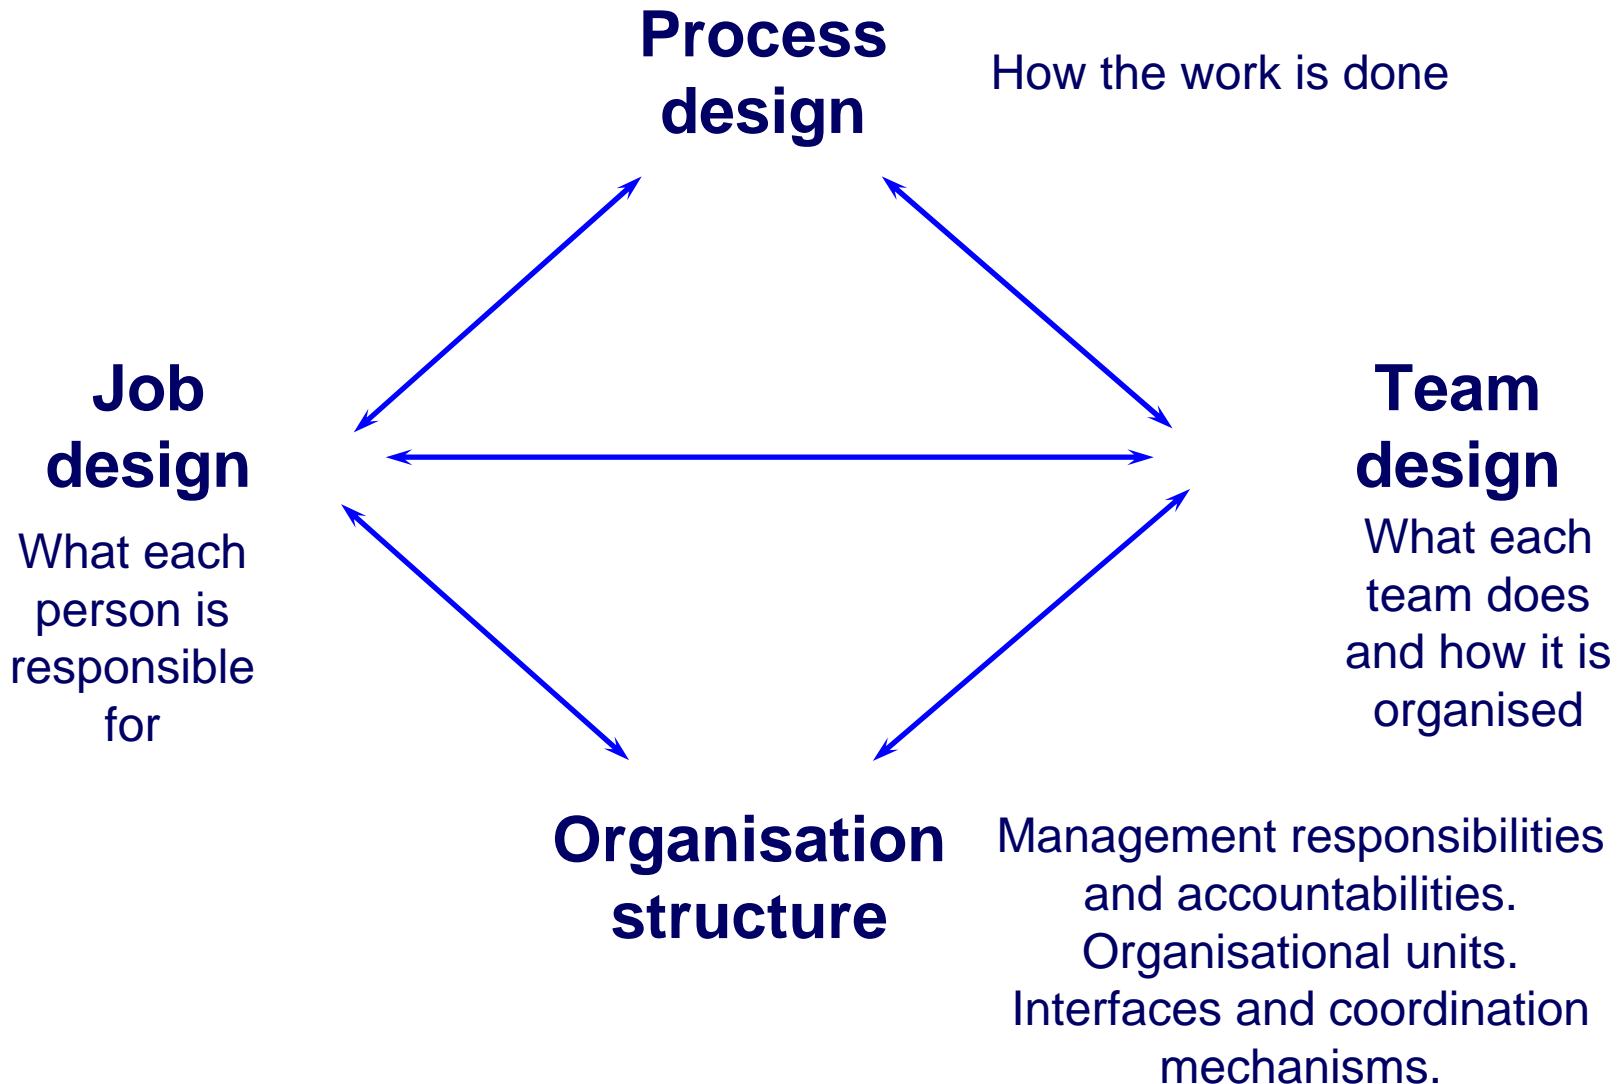 Process
design
How the work is done
Job
design
What each
person is
responsible
for
Team
design
What each
team does
and how it is
organised
Organisation
structure
Management responsibilities
and accountabilities.
Organisational units.
Interfaces and coordination
mechanisms.